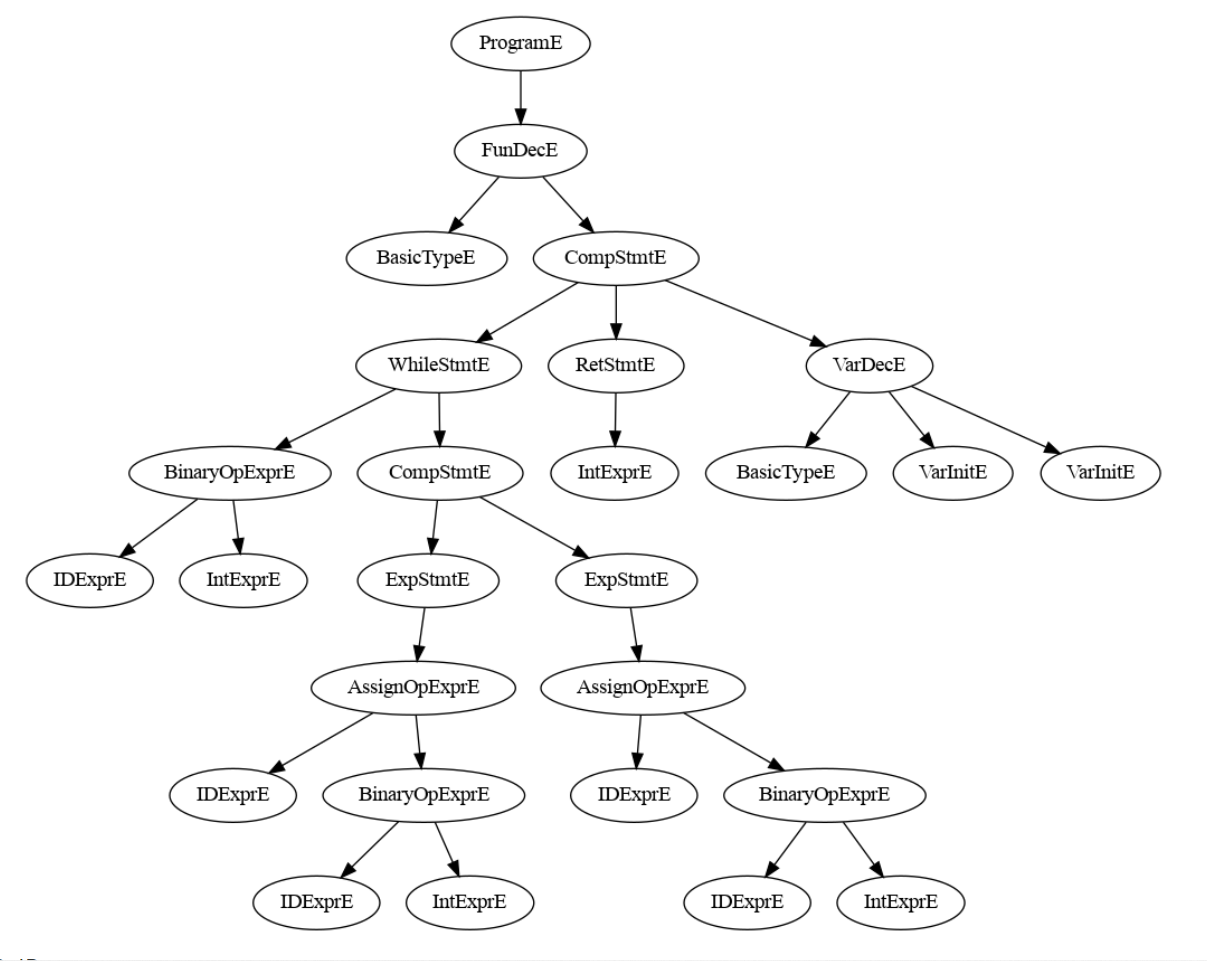 ProgramE
FunDecE
BasicTypeE
CompStmtE
WhileStmtE
RetStmtE
VarDecE
BinaryOpExprE
CompStmtE
IntExprE
BasicTypeE
VarInitE
VarInitE
IDExprE
IntExprE
ExpStmtE
ExpStmtE
AssignOpExprE
AssignOpExprE
IDExprE
BinaryOpExprE
IDExprE
BinaryOpExprE
IDExprE
IntExprE
IDExprE
IntExprE